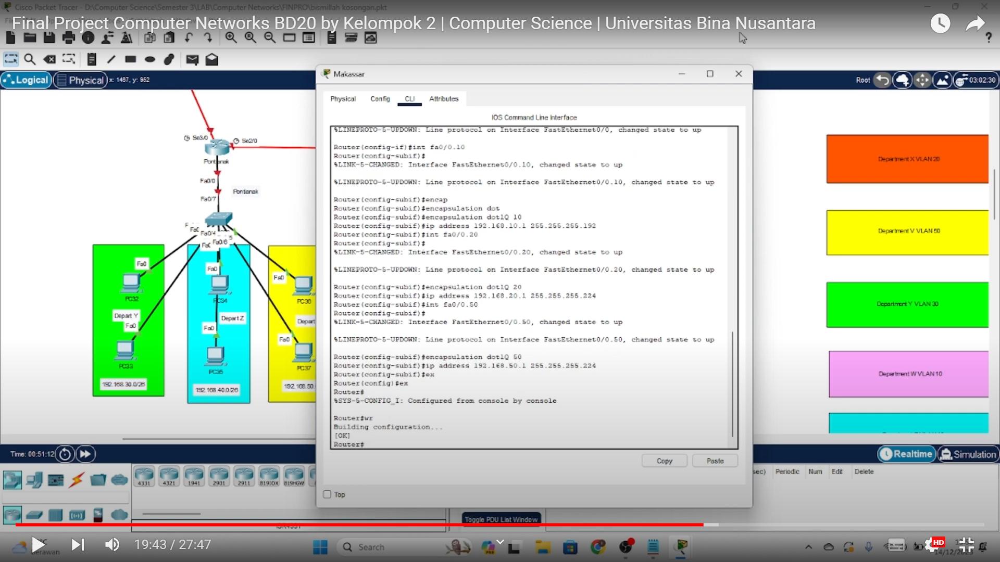 Cisco Packet Tracer - D:\Computer Science\Semester 3\LAB\Computer Networks\FINPRO\bismillah kosongan.pkt
Final Project Computer Networks BD20 by Kelompok 2 | Computer Science | Universitas Bina Nusantara
Logical
Physical
x: 1487, y: 952
Root
03:02:30
Makassar
Physical
Config
CLI
Attributes
IOS Command Line Interface
%LINEPROTO-5-UPDOWN: Line protocol on Interface FastEthernet0/0, changed state to up
Router(config-if)#int fa0/0.10
Router(config-subif)#
%LINK-5-CHANGED: Interface FastEthernet0/0.10, changed state to up
%LINEPROTO-5-UPDOWN: Line protocol on Interface FastEthernet0/0.10, changed state to up
Router(config-subif)#encap
Router(config-subif)#encapsulation dot
Router(config-subif)#encapsulation dot1Q 10
Router(config-subif)#ip address 192.168.10.1 255.255.255.192
Router(config-subif)#int fa0/0.20
Router(config-subif)#
%LINK-5-CHANGED: Interface FastEthernet0/0.20, changed state to up
%LINEPROTO-5-UPDOWN: Line protocol on Interface FastEthernet0/0.20, changed state to up
Router(config-subif)#encapsulation dot1Q 20
Router(config-subif)#ip address 192.168.20.1 255.255.255.224
Router(config-subif)#int fa0/0.50
Router(config-subif)#
%LINK-5-CHANGED: Interface FastEthernet0/0.50, changed state to up
%LINEPROTO-5-UPDOWN: Line protocol on Interface FastEthernet0/0.50, changed state to up
Router(config-subif)#encapsulation dot1Q 50
Router(config-subif)#ip address 192.168.50.1 255.255.255.224
Router(config-subif)#ex
Router(config)#ex
Router#
%SYS-5-CONFIG_I: Configured from console by console
Router#wr
Building configuration...
[OK]
Router#
Copy
Paste
Top
Se3/0
Se2/0
Fa0/0
Pontianak
Fa0/7
Fa0/4
Fa0/6
Fa0
Fa0
Fa0
PC32
PC34
PC36
Depart Y
Depart Z
Depart
Fa0
Fa0
Fa0
PC33
PC35
PC37
192.168.30.0/26
192.168.40.0/26
192.168.50.
Department X VLAN 20
Department V VLAN 50
Department Y VLAN 30
Department W VLAN 10
Time: 00:51:12
Realtime
Simulation
4331
4321
1941
2901
2911
819IOX
819HGW
sec)
Periodic
Num
Edit
Delete
Toggle PDU List Window
19:43 / 27:47
Search
HD